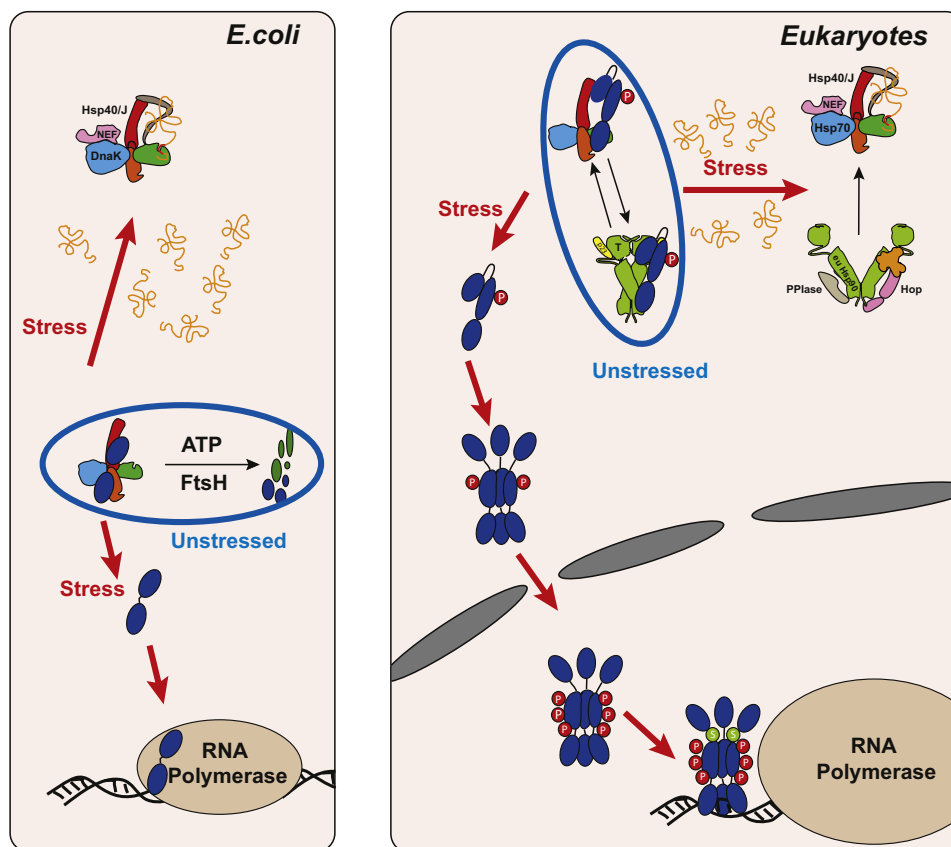 E.coli
Hsp40/J
NEF
DnaK
Stress
ATP
FtsH
Unstressed
Stress
RNA
Polymerase
Eukaryotes
P
Hsp40/J
NEF
Hsp70
Stress
Stress
T
P
P
eu Hsp90
PPIase
Hop
Unstressed
P
P
P
P
P
P
P
P
S
S
P
P
P
P
P
P
RNA
Polymerase